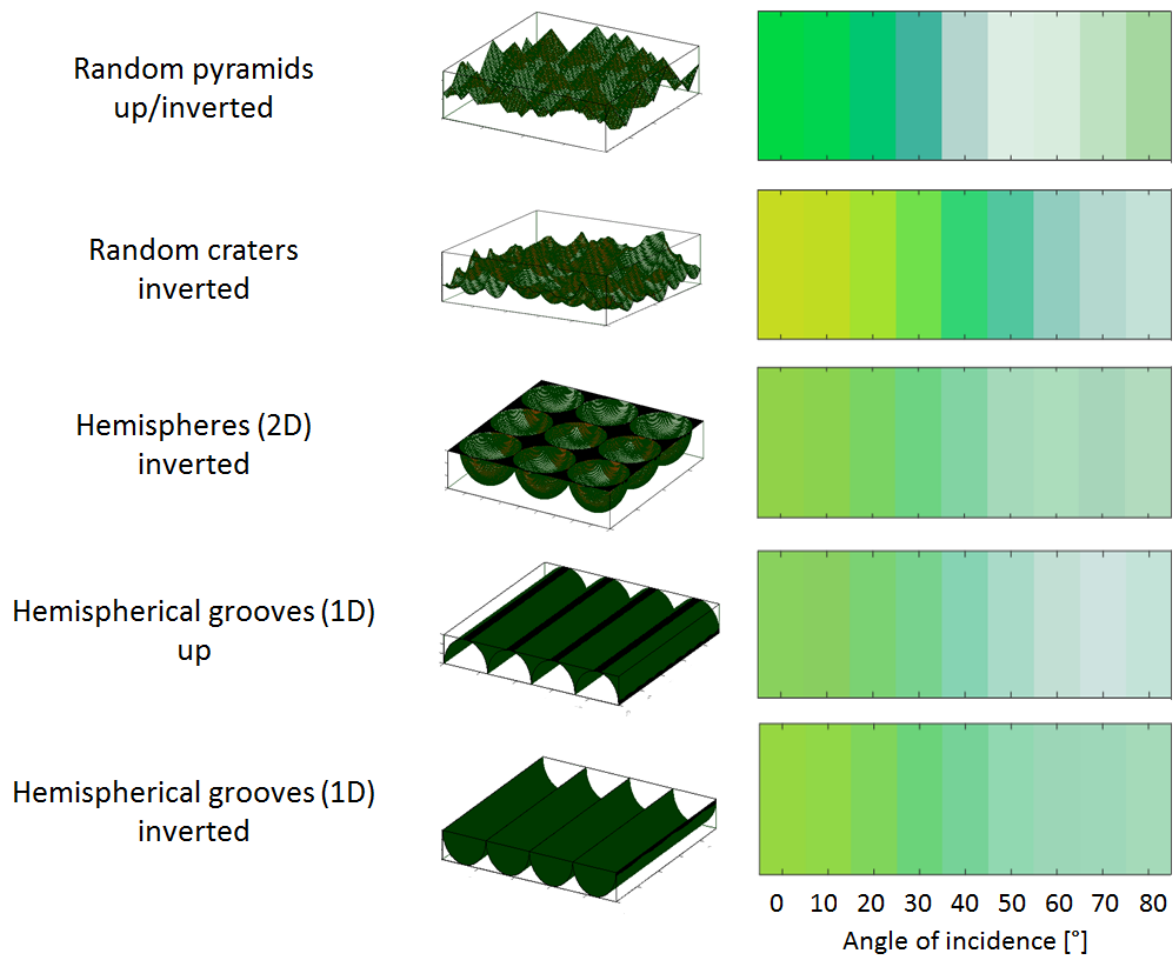 Random pyramids
up/inverted
Random craters
inverted
Hemispheres (2D)
inverted
Hemispherical grooves (1D)
up
Hemispherical grooves (1D)
inverted
0 10 20 30 40 50 60 70 80
Angle of incidence [°]